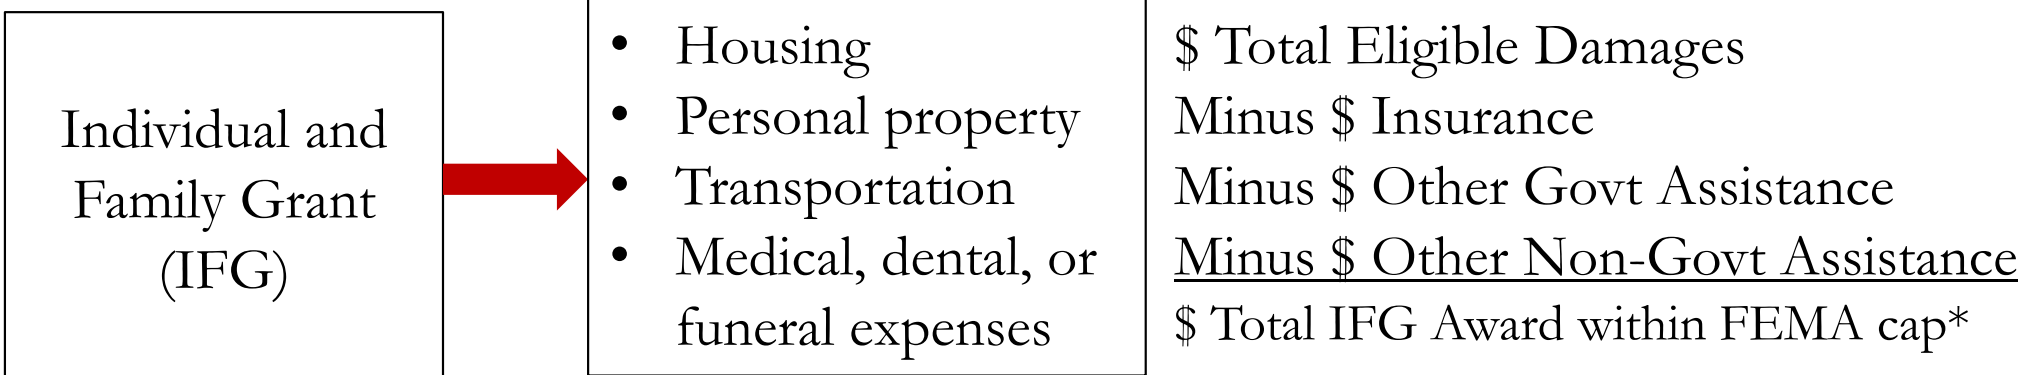 Individual and
Family Grant
(IFG)
• Housing
• Personal property
• Transportation
• Medical, dental, or
funeral expenses
$ Total Eligible Damages
Minus $ Insurance
Minus $ Other Govt Assistance
Minus $ Other Non-Govt Assistance
$ Total IFG Award within FEMA cap*